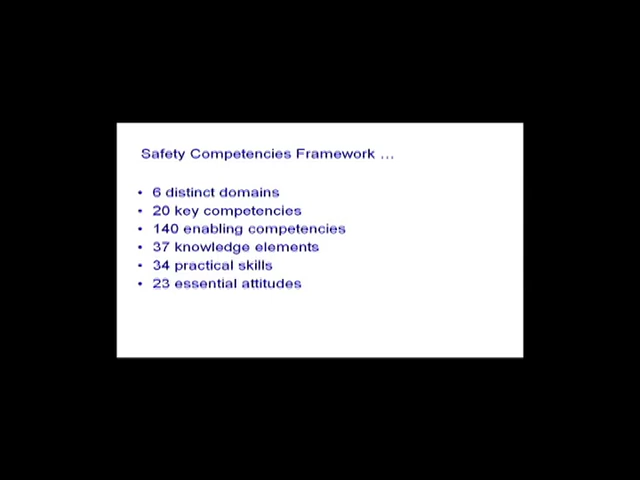 Safety Competencies Framework …
• 6 distinct domains
• 20 key competencies
• 140 enabling competencies
• 37 knowledge elements
• 34 practical skills
• 23 essential attitudes